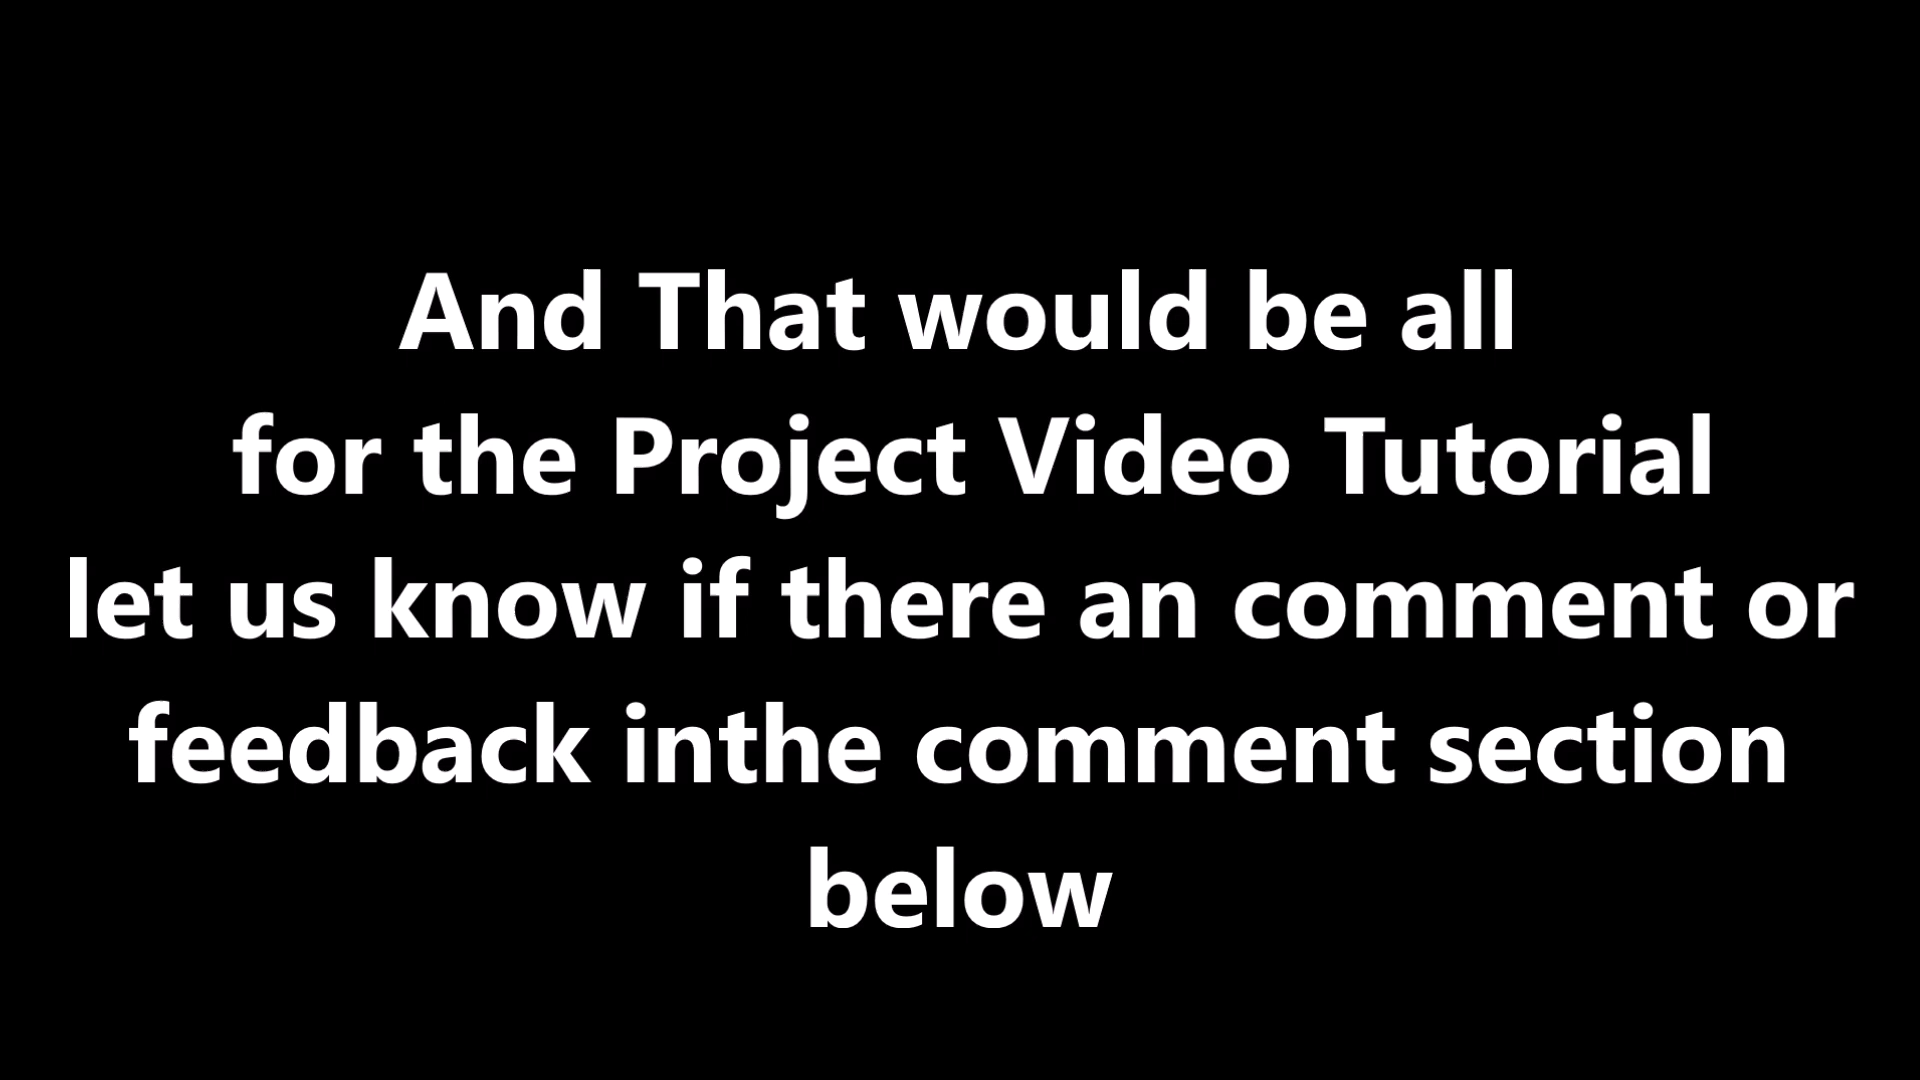 And That would be all
for the Project Video Tutorial
let us know if there an comment or
feedback inthe comment section
below